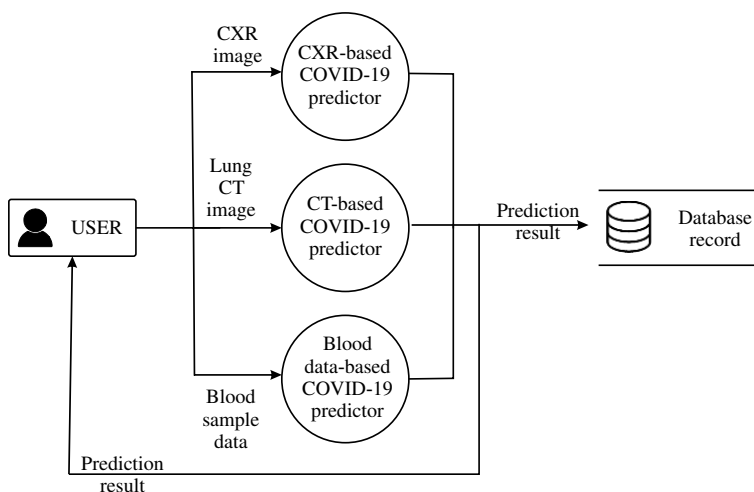 CXR
image
CXR-based
COVID-19
predictor
Lung
CT
image
USER
CT-based
COVID-19
predictor
Prediction
result
Database
record
Blood
sample
data
Blood
data-based
COVID-19
predictor
Prediction
result